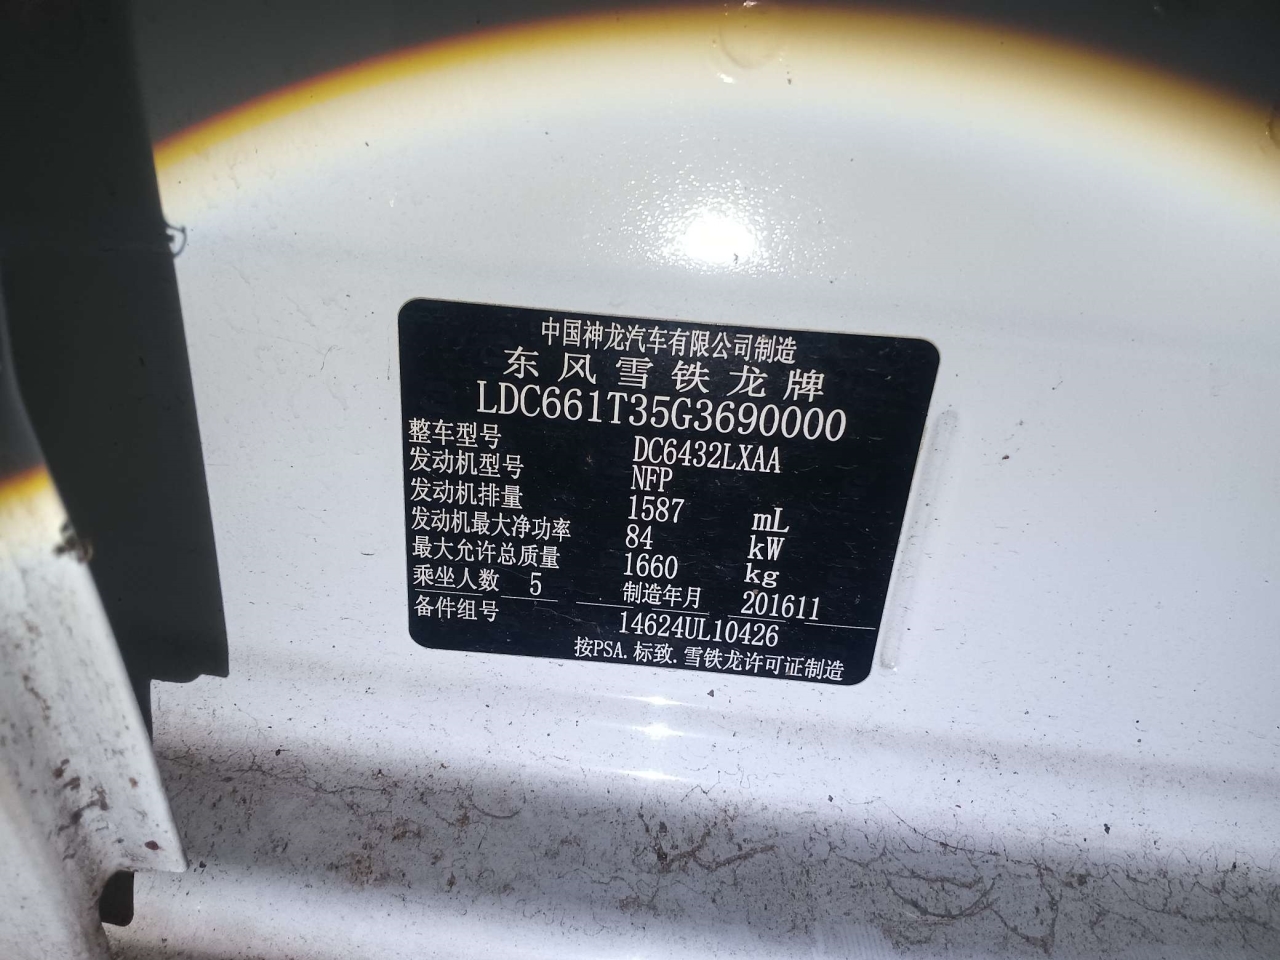 中国神龙汽车有限公司制造
东风雪铁龙牌
LDC661T35G3690000
整车型号 DC6432LXAA
发动机型号 NFP
发动机排量 1587 mL
发动机最大净功率 84 kW
最大允许总质量 1660 kg
乘坐人数 5 制造年月 201611
备件组号 14624UL10426
按PSA.标致.雪铁龙许可证制造